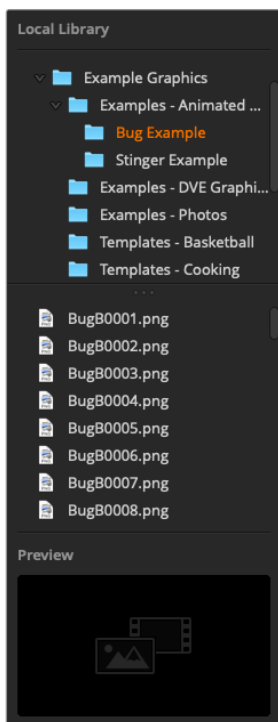 Local Library
Example Graphics
Examples - Animated ...
Bug Example
Stinger Example
Examples - DVE Graphi...
Examples - Photos
Templates - Basketball
Templates - Cooking
BugB0001.png
BugB0002.png
BugB0003.png
BugB0004.png
BugB0005.png
BugB0006.png
BugB0007.png
BugB0008.png
Preview